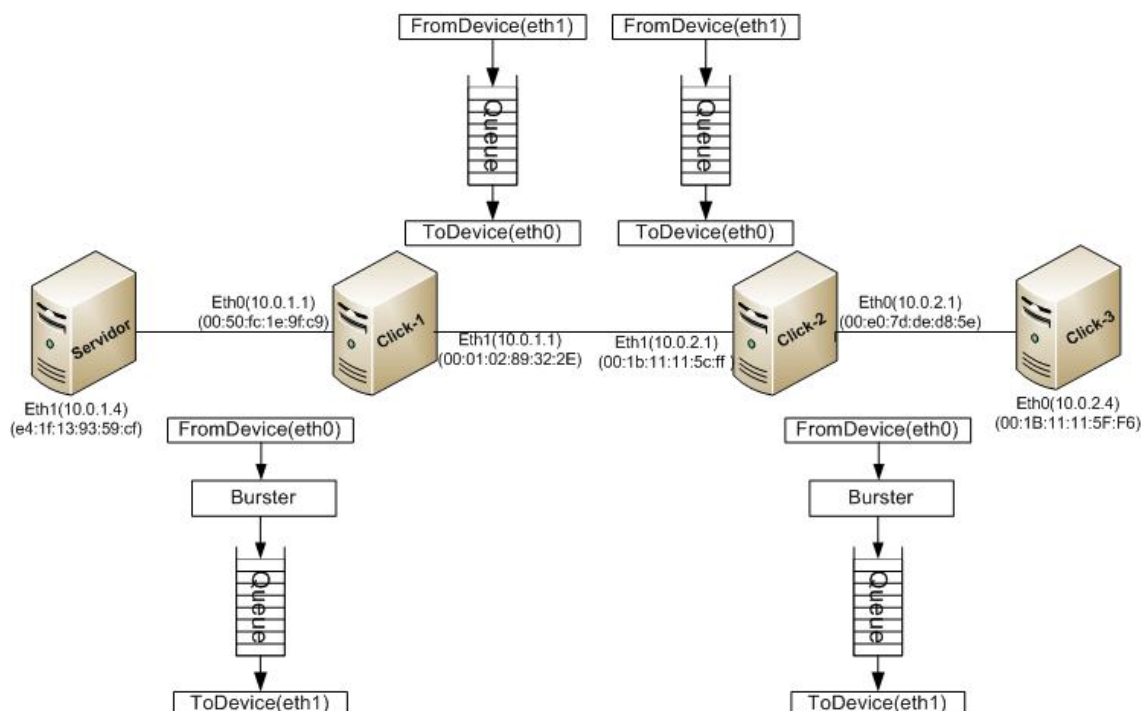 FromDevice(eth1)
FromDevice(eth1)
Queue
Queue
ToDevice(eth0)
ToDevice(eth0)
Servidor
Eth0(10.0.1.1)
(00:50:fc:1e:9f:c9)
Click-1
Eth1(10.0.1.1)
(00:01:02:89:32:2E)
Eth1(10.0.2.1)
(00:1b:11:11:5c:ff )
Click-2
Eth0(10.0.2.1)
(00:e0:7d:de:d8:5e)
Click-3
Eth1(10.0.1.4)
(e4:1f:13:93:59:cf)
Eth0(10.0.2.4)
(00:1B:11:11:5F:F6)
FromDevice(eth0)
FromDevice(eth0)
Burster
Burster
Queue
Queue
ToDevice(eth1)
ToDevice(eth1)